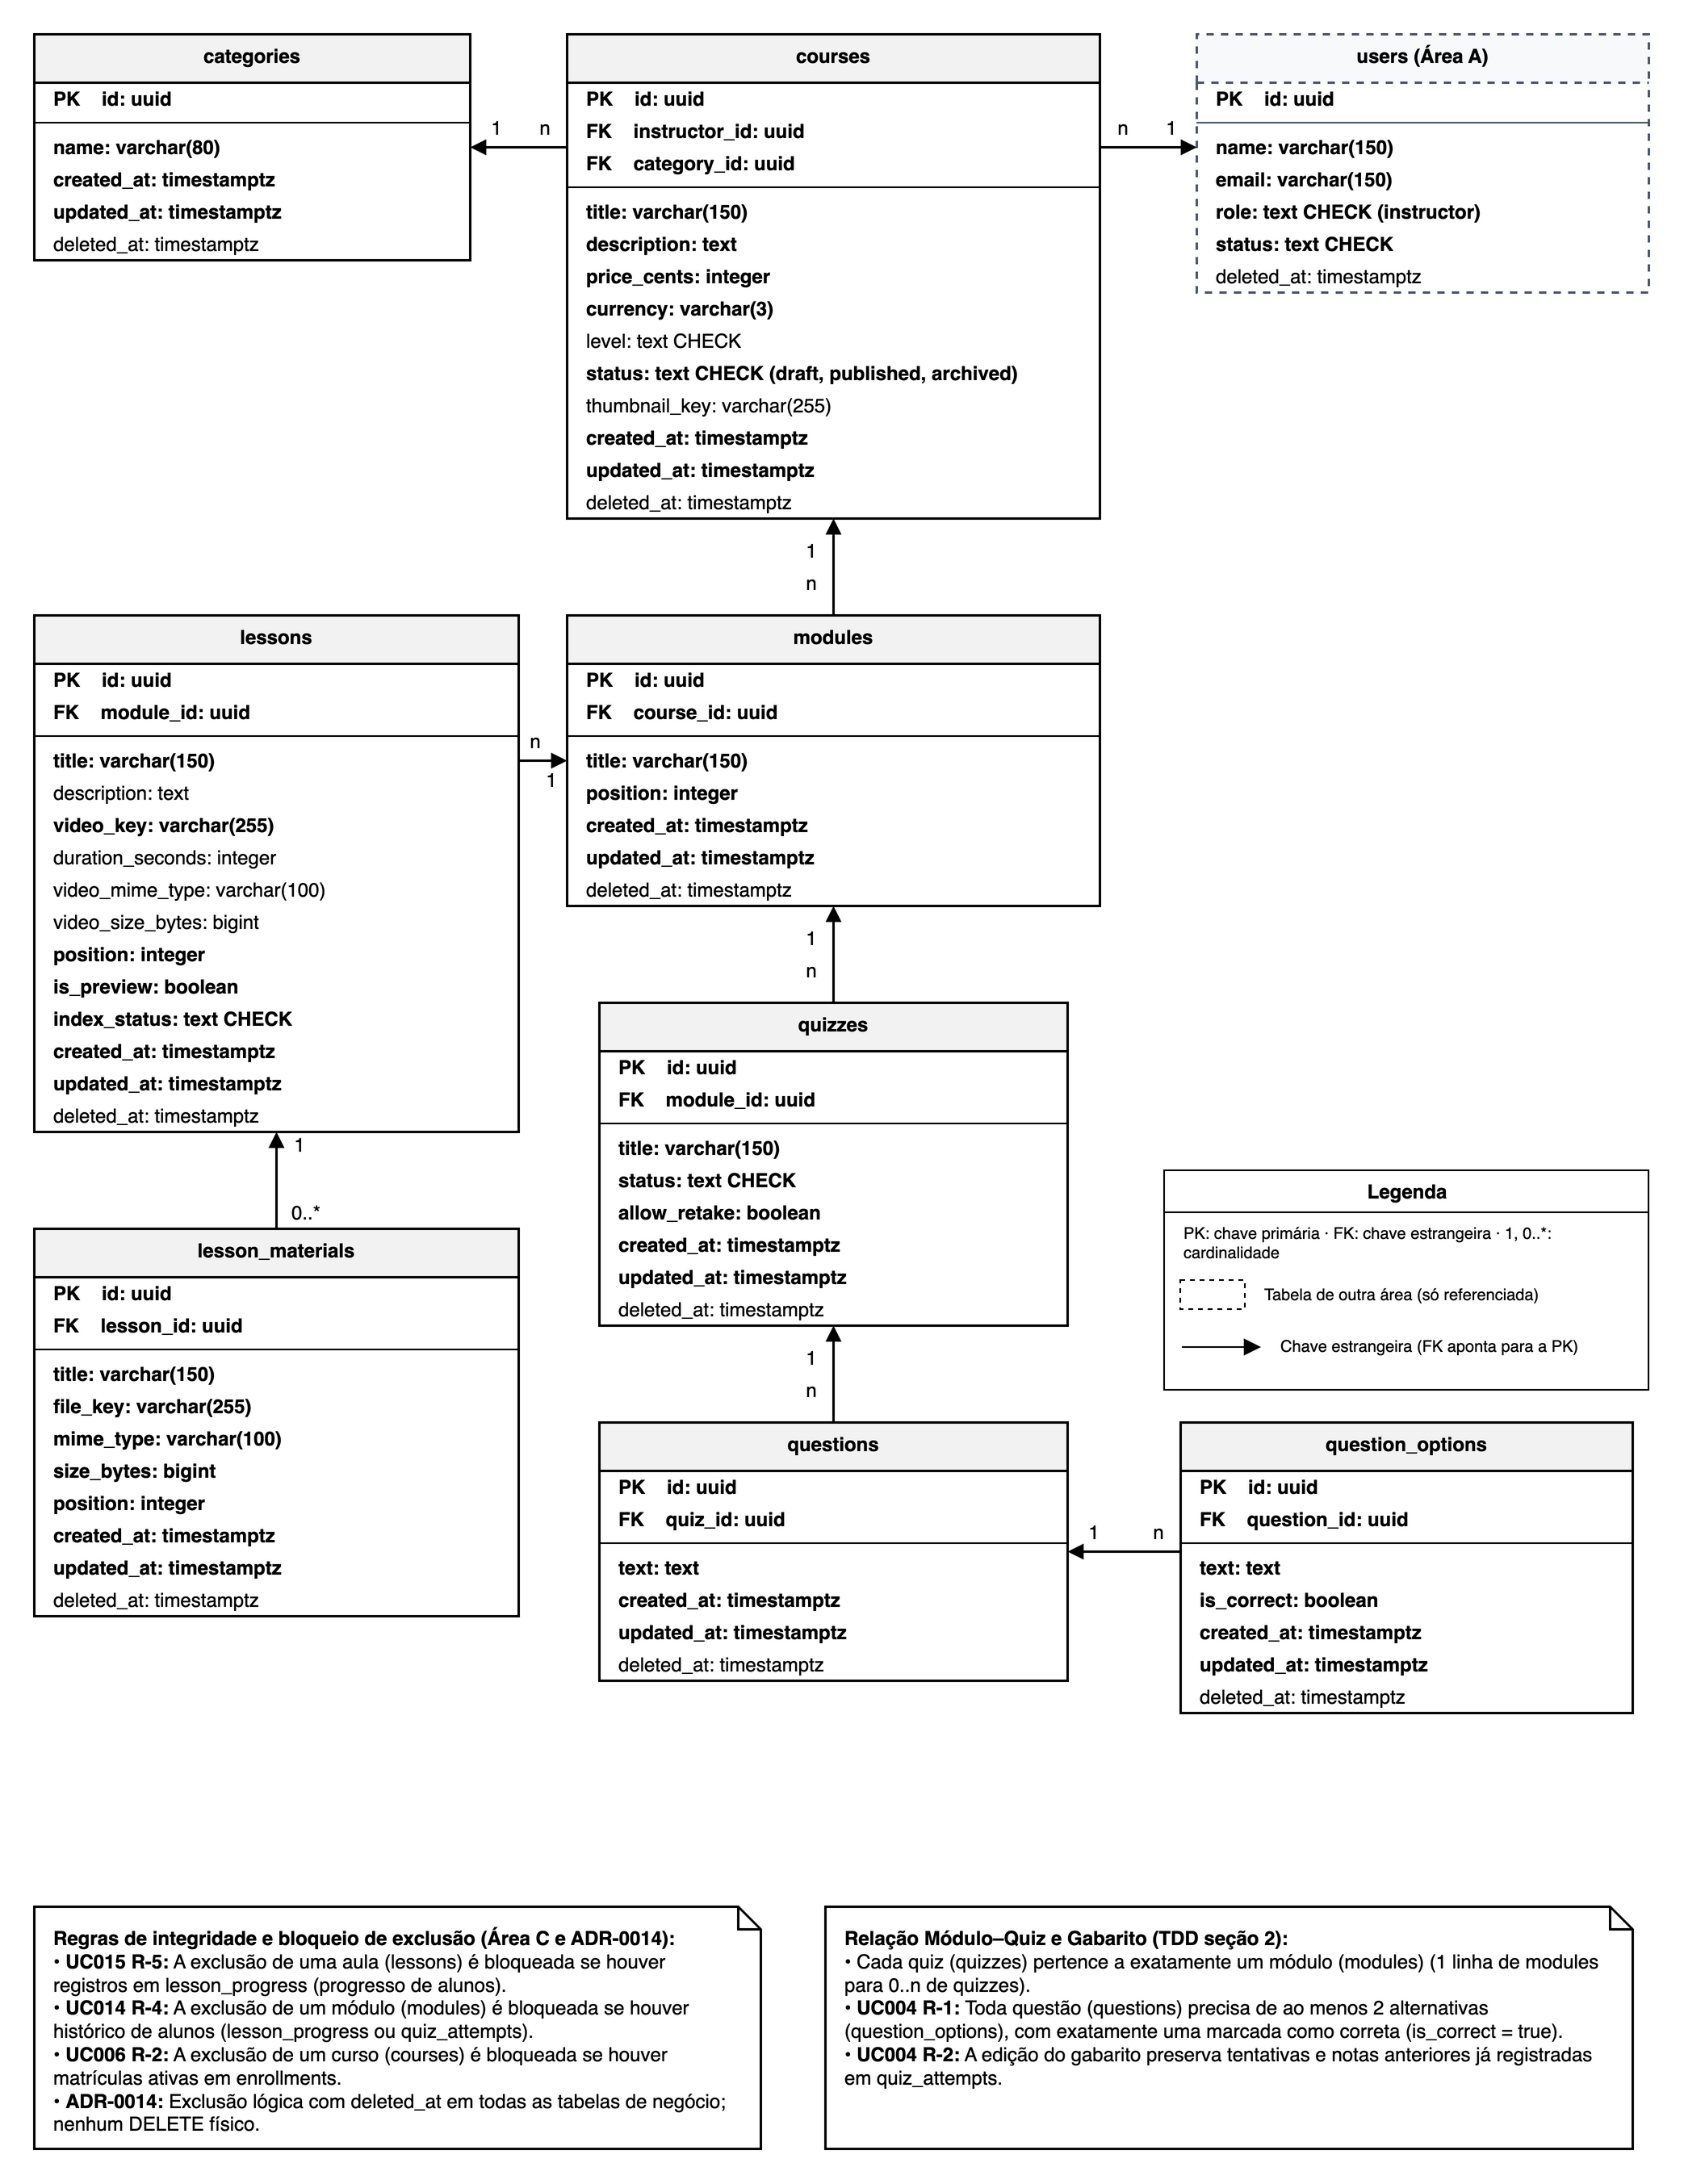 categories
PK id: uuid
name: varchar(80)
created_at: timestamptz
updated_at: timestamptz
deleted_at: timestamptz
1 n
courses
PK id: uuid
FK instructor_id: uuid
FK category_id: uuid
title: varchar(150)
description: text
price_cents: integer
currency: varchar(3)
level: text CHECK
status: text CHECK (draft, published, archived)
thumbnail_key: varchar(255)
created_at: timestamptz
updated_at: timestamptz
deleted_at: timestamptz
n 1
users (Área A)
PK id: uuid
name: varchar(150)
email: varchar(150)
role: text CHECK (instructor)
status: text CHECK
deleted_at: timestamptz
1
n
lessons
PK id: uuid
FK module_id: uuid
title: varchar(150)
description: text
video_key: varchar(255)
duration_seconds: integer
video_mime_type: varchar(100)
video_size_bytes: bigint
position: integer
is_preview: boolean
index_status: text CHECK
created_at: timestamptz
updated_at: timestamptz
deleted_at: timestamptz
n
1
modules
PK id: uuid
FK course_id: uuid
title: varchar(150)
position: integer
created_at: timestamptz
updated_at: timestamptz
deleted_at: timestamptz
1
n
quizzes
PK id: uuid
FK module_id: uuid
title: varchar(150)
status: text CHECK
allow_retake: boolean
created_at: timestamptz
updated_at: timestamptz
deleted_at: timestamptz
1
0..*
lesson_materials
PK id: uuid
FK lesson_id: uuid
title: varchar(150)
file_key: varchar(255)
mime_type: varchar(100)
size_bytes: bigint
position: integer
created_at: timestamptz
updated_at: timestamptz
deleted_at: timestamptz
Legenda
PK: chave primária · FK: chave estrangeira · 1, 0..*:
cardinalidade
Tabela de outra área (só referenciada)
Chave estrangeira (FK aponta para a PK)
1
n
questions
PK id: uuid
FK quiz_id: uuid
text: text
created_at: timestamptz
updated_at: timestamptz
deleted_at: timestamptz
1 n
question_options
PK id: uuid
FK question_id: uuid
text: text
is_correct: boolean
created_at: timestamptz
updated_at: timestamptz
deleted_at: timestamptz
Regras de integridade e bloqueio de exclusão (Área C e ADR-0014):
• UC015 R-5: A exclusão de uma aula (lessons) é bloqueada se houver
registros em lesson_progress (progresso de alunos).
• UC014 R-4: A exclusão de um módulo (modules) é bloqueada se houver
histórico de alunos (lesson_progress ou quiz_attempts).
• UC006 R-2: A exclusão de um curso (courses) é bloqueada se houver
matrículas ativas em enrollments.
• ADR-0014: Exclusão lógica com deleted_at em todas as tabelas de negócio;
nenhum DELETE físico.
Relação Módulo–Quiz e Gabarito (TDD seção 2):
• Cada quiz (quizzes) pertence a exatamente um módulo (modules) (1 linha de modules
para 0..n de quizzes).
• UC004 R-1: Toda questão (questions) precisa de ao menos 2 alternativas
(question_options), com exatamente uma marcada como correta (is_correct = true).
• UC004 R-2: A edição do gabarito preserva tentativas e notas anteriores já registradas
em quiz_attempts.